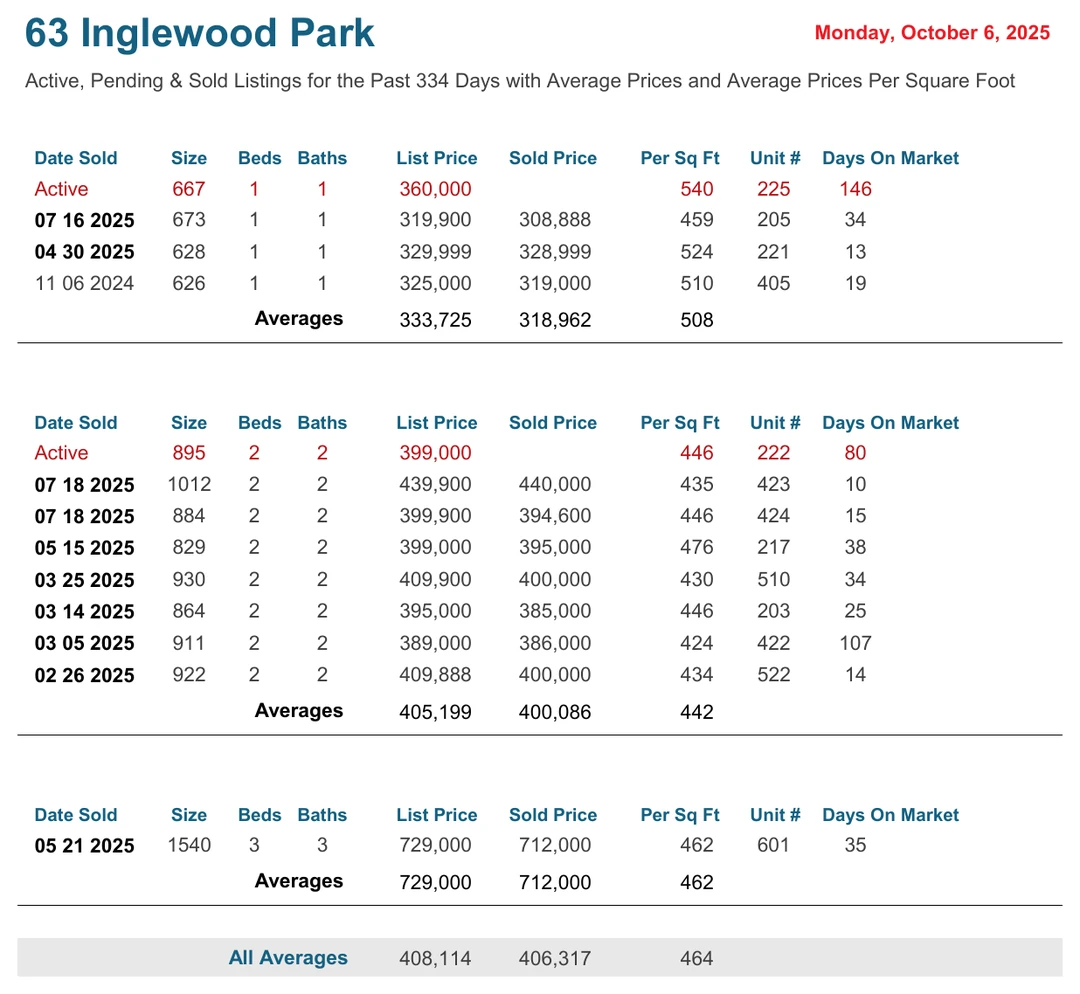 63 Inglewood Park
Monday, October 6, 2025
Active, Pending & Sold Listings for the Past 334 Days with Average Prices and Average Prices Per Square Foot
Date Sold Size Beds Baths List Price Sold Price Per Sq Ft Unit # Days On Market
Active 667 1 1 360,000 540 225 146
07 16 2025 673 1 1 319,900 308,888 459 205 34
04 30 2025 628 1 1 329,999 328,999 524 221 13
11 06 2024 626 1 1 325,000 319,000 510 405 19
Averages 333,725 318,962 508
Date Sold Size Beds Baths List Price Sold Price Per Sq Ft Unit # Days On Market
Active 895 2 2 399,000 446 222 80
07 18 2025 1012 2 2 439,900 440,000 435 423 10
07 18 2025 884 2 2 399,900 394,600 446 424 15
05 15 2025 829 2 2 399,000 395,000 476 217 38
03 25 2025 930 2 2 409,900 400,000 430 510 34
03 14 2025 864 2 2 395,000 385,000 446 203 25
03 05 2025 911 2 2 389,000 386,000 424 422 107
02 26 2025 922 2 2 409,888 400,000 434 522 14
Averages 405,199 400,086 442
Date Sold Size Beds Baths List Price Sold Price Per Sq Ft Unit # Days On Market
05 21 2025 1540 3 3 729,000 712,000 462 601 35
Averages 729,000 712,000 462
All Averages 408,114 406,317 464